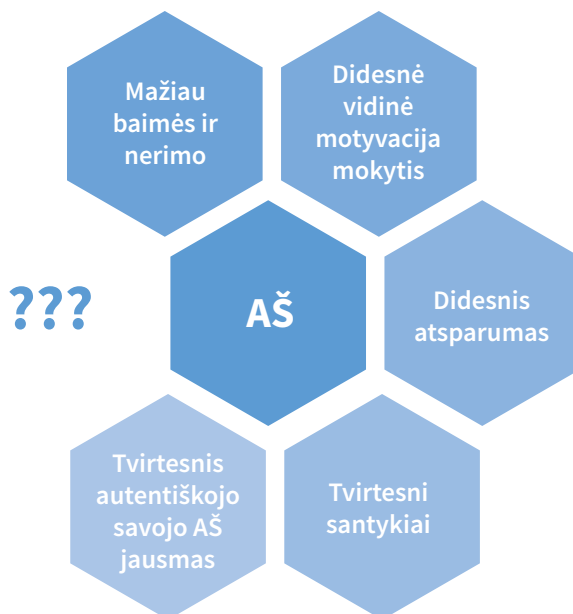 Mažiau
baimės ir
nerimo
Didesnė
vidinė
motyvacija
mokytis
???
AŠ
Didesnis
atsparumas
Tvirtesnis
autentiškojo
savojo AŠ
jausmas
Tvirtesni
santykiai